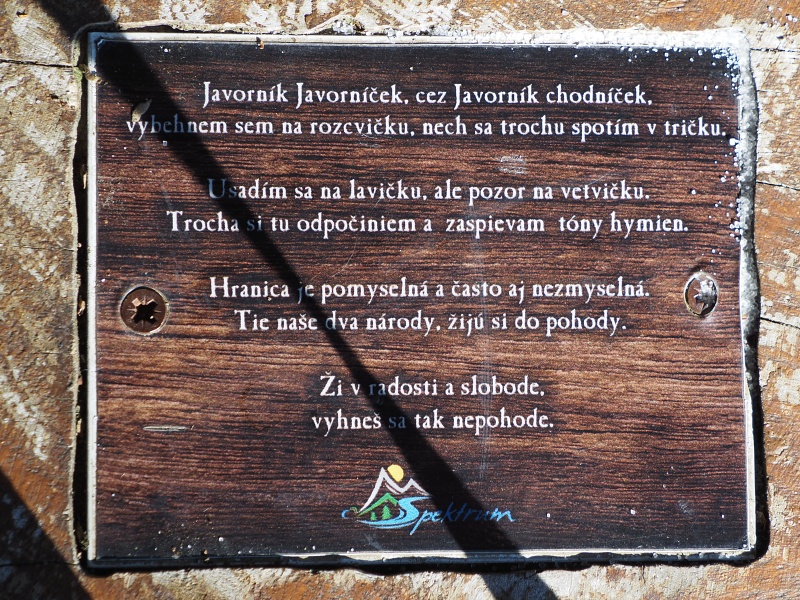 Javorník Javorníček, cez Javorník chodníček,
vybehnem sem na rozcvičku, nech sa trochu spotím v tričku.
Usadím sa na lavičku, ale pozor na vetvičku.
Trocha si tu odpočiniem a zaspievam tóny hymien.
Hranica je pomyselná a často aj nezmyselná.
Tie naše dva národy, žijú si do pohody.
Ži v radosti a slobode,
vyhneš sa tak nepohode.
Spektrum